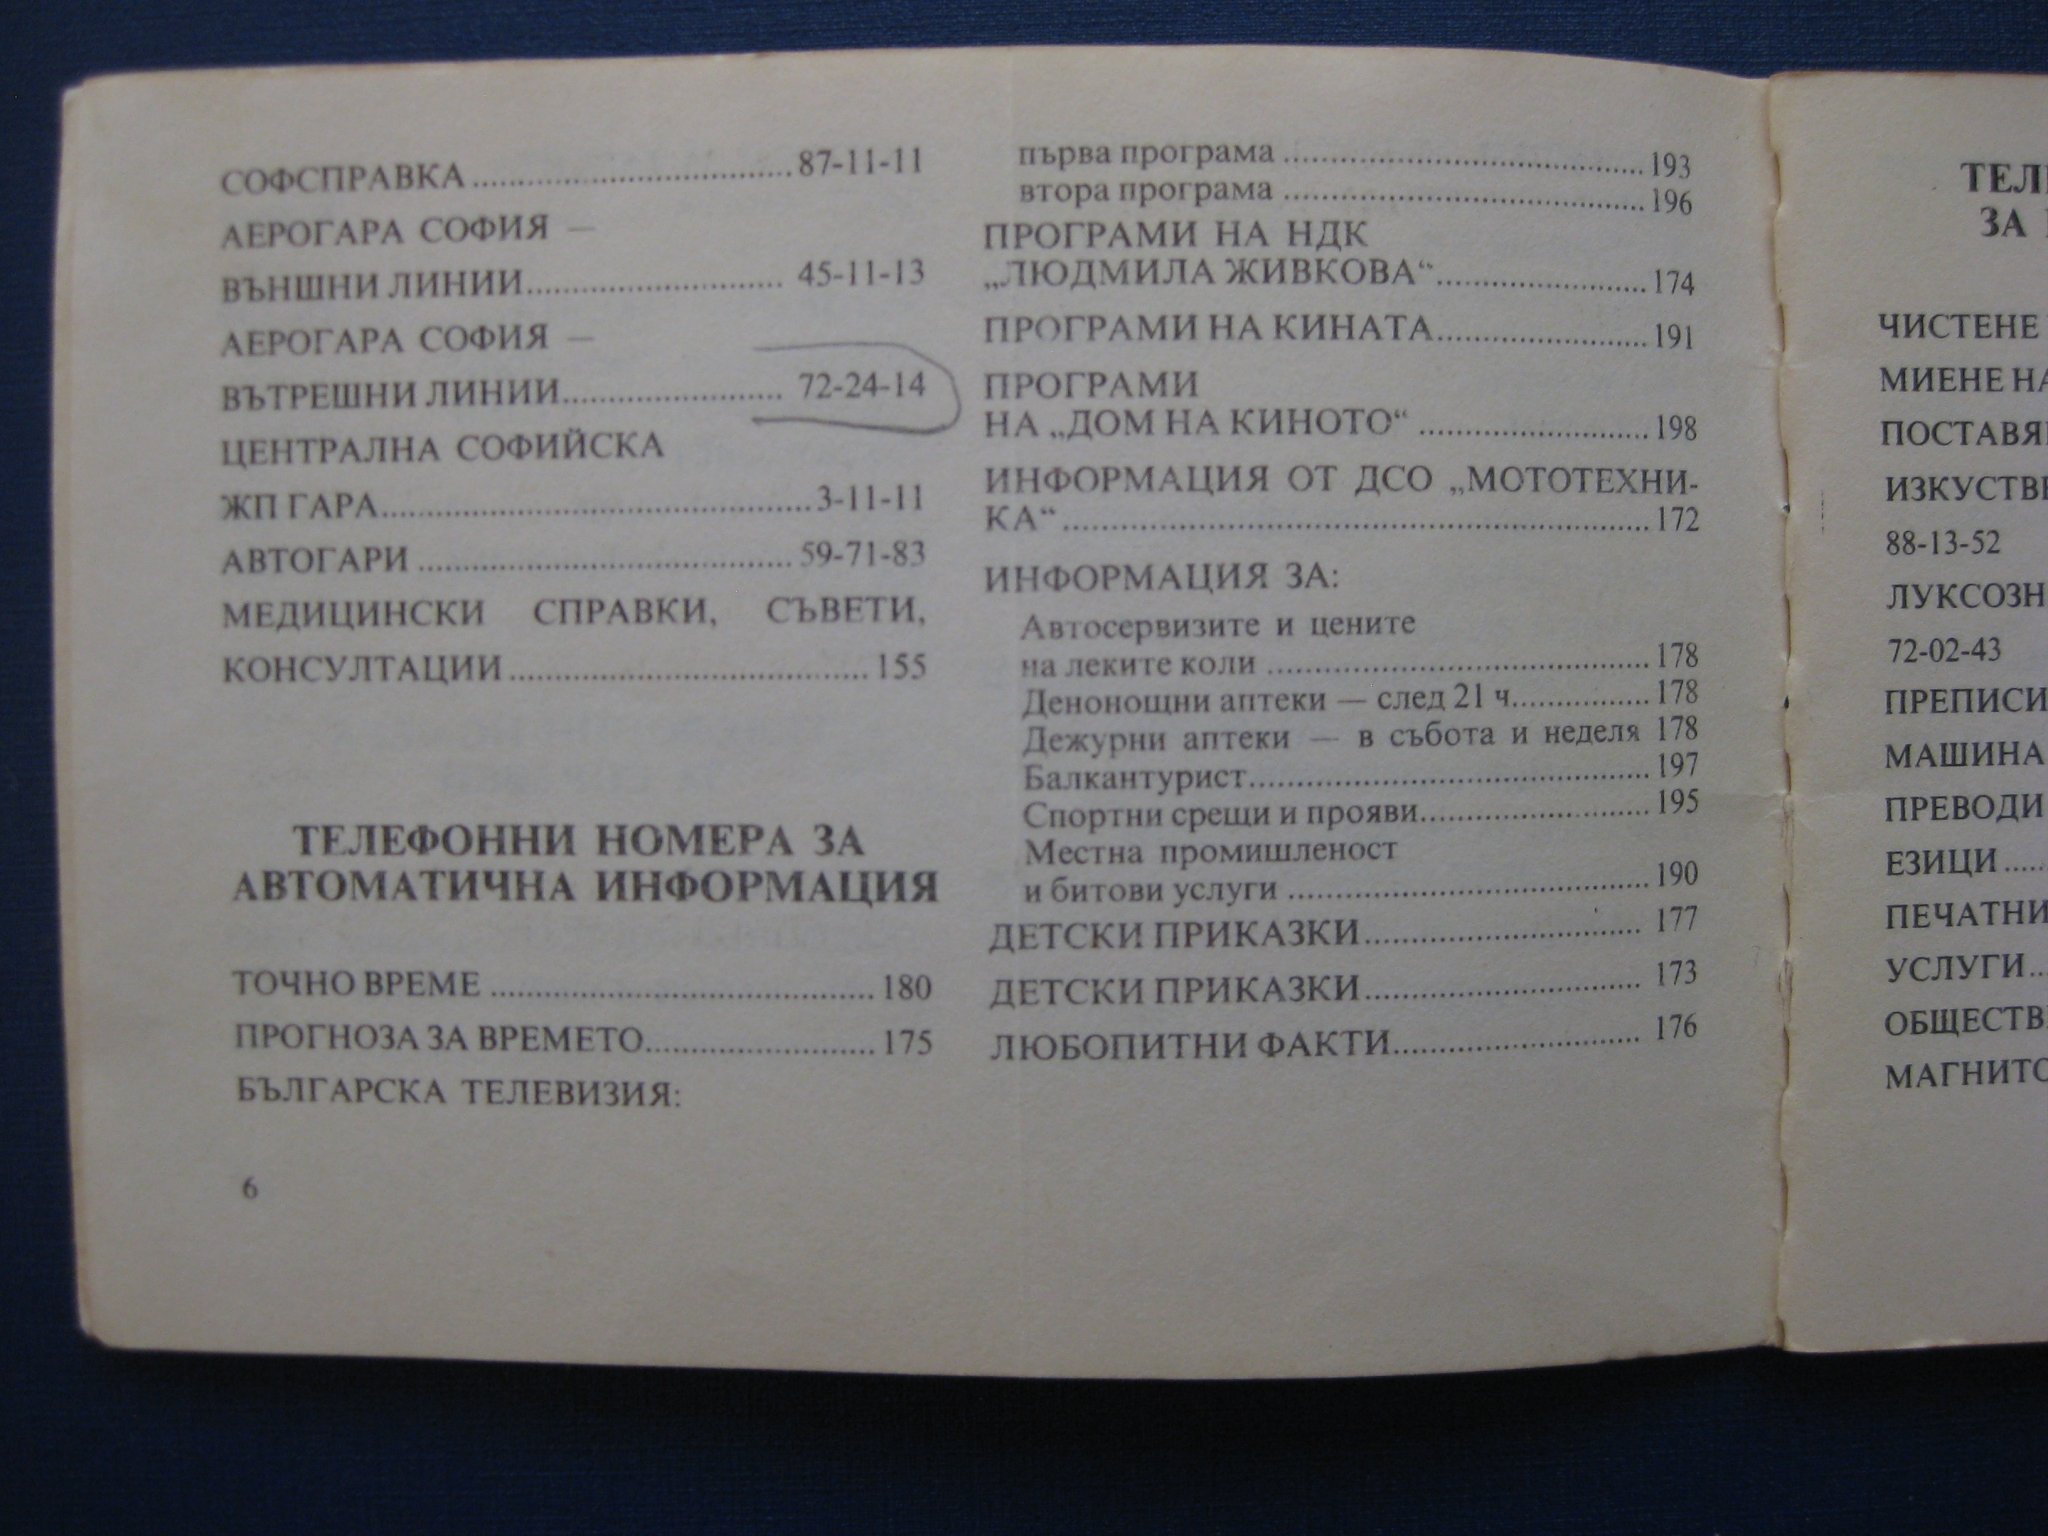 СОФСПРАВКА........................................87-11-11
АЕРОГАРА СОФИЯ —
ВЪНШНИ ЛИНИИ............................. 45-11-13
АЕРОГАРА СОФИЯ —
ВЪТРЕШНИ ЛИНИИ......................... 72-24-14
ЦЕНТРАЛНА СОФИЙСКА
ЖП ГАРА.................................................3-11-11
АВТОГАРИ ...........................................59-71-83
МЕДИЦИНСКИ СПРАВКИ, СЪВЕТИ,
КОНСУЛТАЦИИ........................................155
ТЕЛЕФОННИ НОМЕРА ЗА
АВТОМАТИЧНА ИНФОРМАЦИЯ
ТОЧНО ВРЕМЕ ...........................................180
ПРОГНОЗА ЗА ВРЕМЕТО..........................175
БЪЛГАРСКА ТЕЛЕВИЗИЯ:
6
първа програма ..........................................193
втора програма ..........................................196
ПРОГРАМИ НА НДК
„ЛЮДМИЛА ЖИВКОВА“........................174
ПРОГРАМИ НА КИНАТА........................191
ПРОГРАМИ
НА „ДОМ НА КИНОТО“ ..........................198
ИНФОРМАЦИЯ ОТ ДСО „МОТОТЕХНИ-
КА“ ..................................................................172
ИНФОРМАЦИЯ ЗА:
Автосервизите и цените
на леките коли ...........................................178
Денонощни аптеки — след 21 ч................178
Дежурни аптеки — в събота и неделя 178
Балкантурист.............................................197
Спортни срещи и прояви..........................195
Местна промишленост
и битови услуги .........................................190
ДЕТСКИ ПРИКАЗКИ............................... 177
ДЕТСКИ ПРИКАЗКИ............................... 173
ЛЮБОПИТНИ ФАКТИ............................ 176
ЗА
ЧИСТЕНЕ
МИЕНЕ НА
88-13-52
72-02-43
ПРЕПИСИ
МАШИНА
ПРЕВОДИ
ЕЗИЦИ.....
УСЛУГИ...